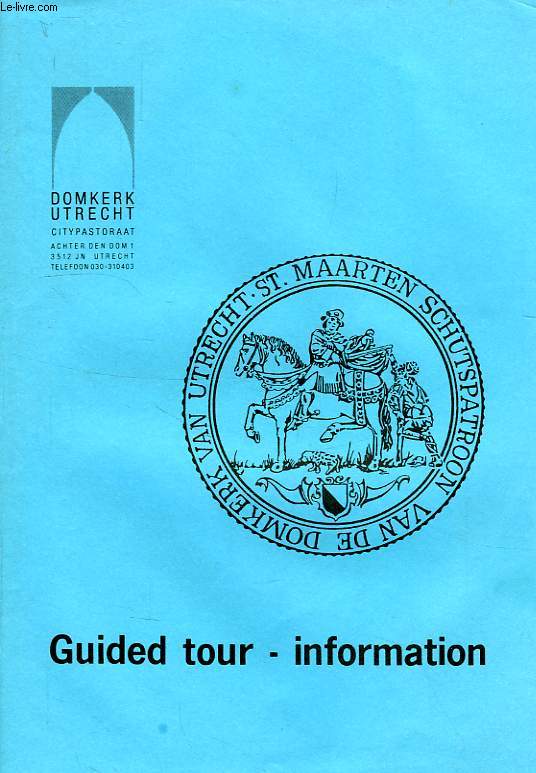 Le-livre.com
DOMKERK
UTRECHT
CITYPASTORAAT
ACHTER DEN DOM 1
3512 JN UTRECHT
TELEFOON 030-310403
ST. MAARTEN SCHUTSPATROON VAN DE DOMKERK VAN UTRECHT.
Guided tour - information